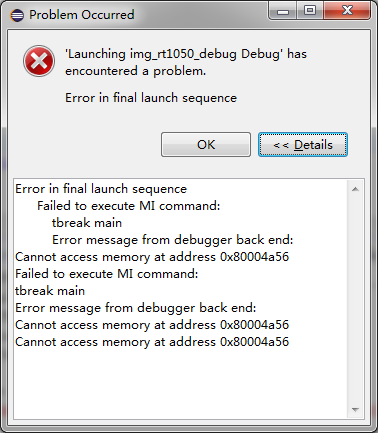 Problem Occurred
'Launching img_rt1050_debug Debug' has
encountered a problem.
Error in final launch sequence
OK
<< Details
Error in final launch sequence
Failed to execute MI command:
tbreak main
Error message from debugger back end:
Cannot access memory at address 0x80004a56
Failed to execute MI command:
tbreak main
Error message from debugger back end:
Cannot access memory at address 0x80004a56
Cannot access memory at address 0x80004a56